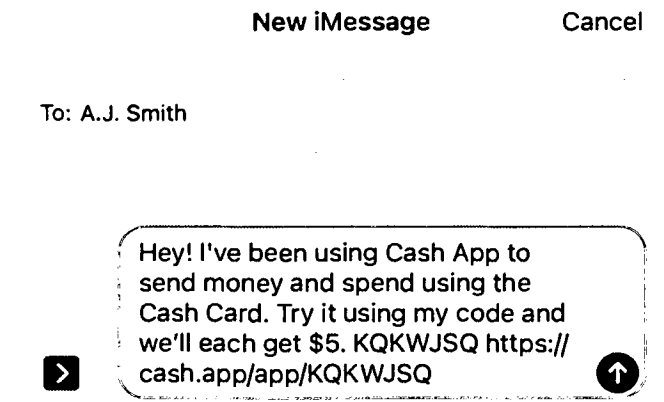 New iMessage Cancel
To: A.J. Smith
Hey! I've been using Cash App to
send money and spend using the
Cash Card. Try it using my code and
we'll each get $5. KQKWJSQ https://
cash.app/app/KQKWJSQ